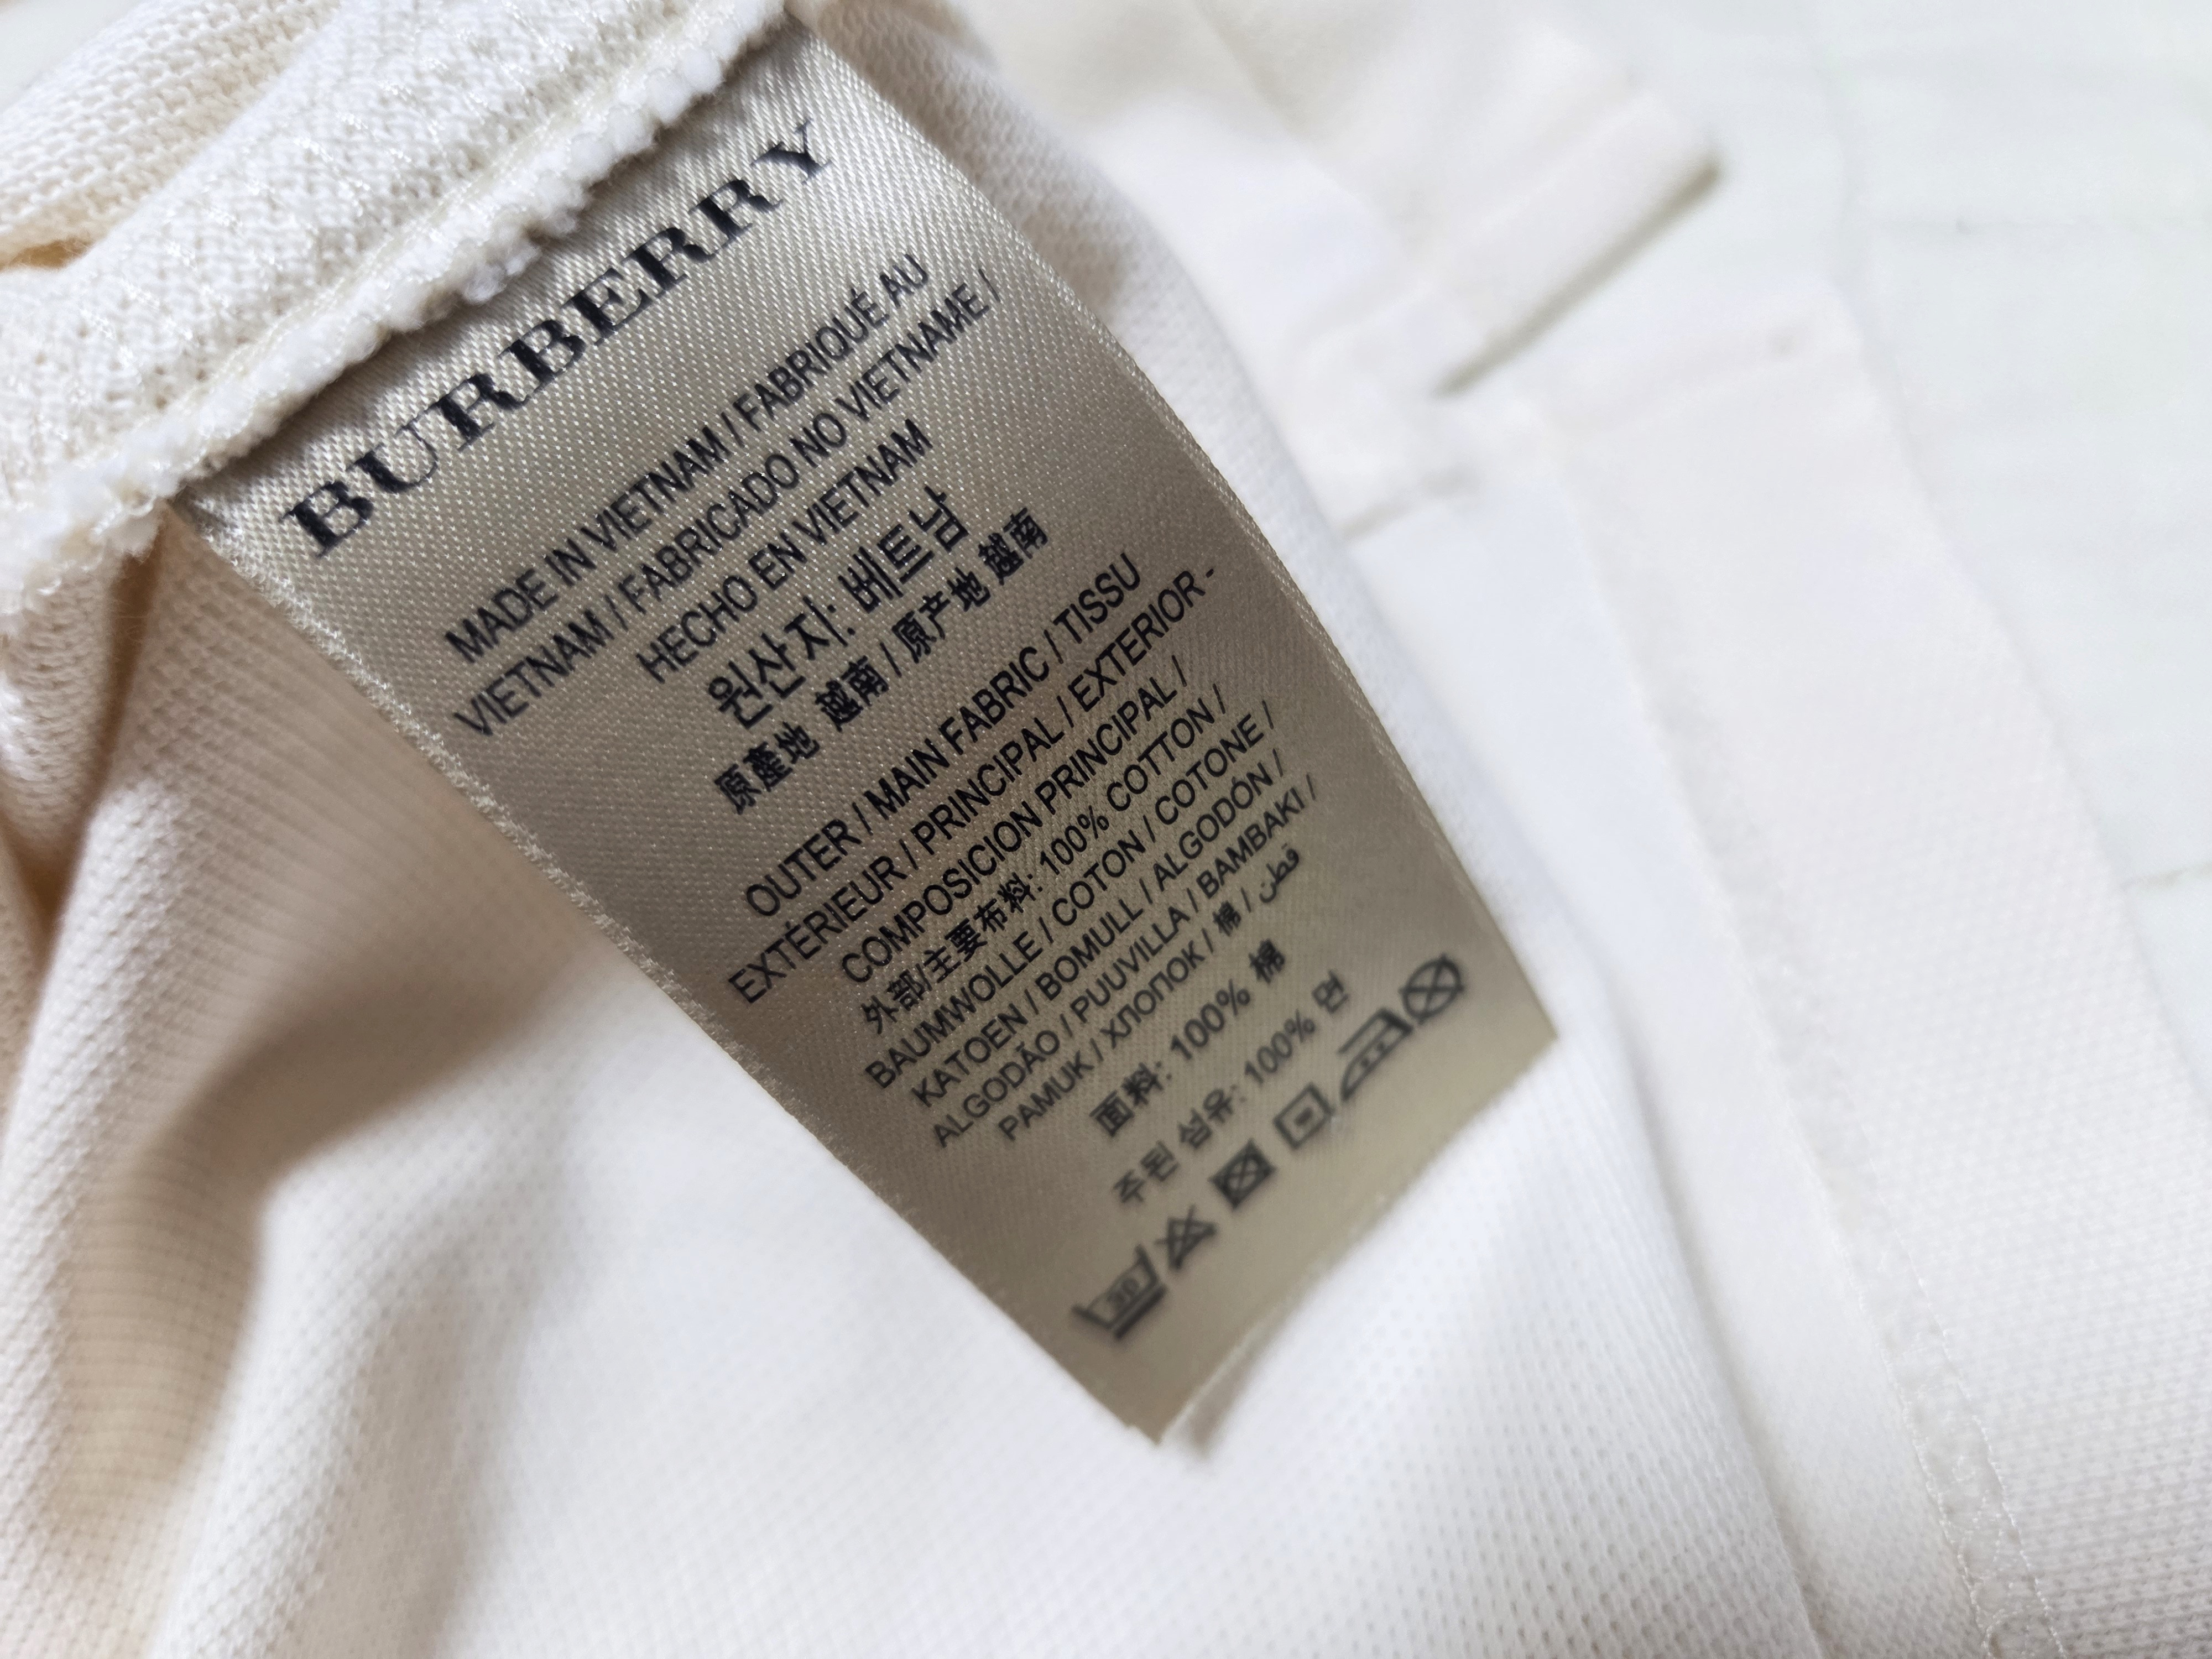 BURBERRY
MADE IN VIETNAM / FABRIQUÉ AU
VIETNAM / FABRICADO NO VIETNAME /
HECHO EN VIETNAM
원산지: 베트남
原產地 越南 / 原产地 越南
OUTER / MAIN FABRIC / TISSU
EXTÉRIEUR / PRINCIPAL / EXTERIOR -
COMPOSICION PRINCIPAL /
外部/主要布料: 100% COTTON /
BAUMWOLLE / COTON / COTONE /
KATOEN / BOMULL / ALGODÓN /
ALGODÃO / PUUVILLA / BAMBAKI /
PAMUK / ХЛОПОК / 棉 / قطن
面料: 100% 棉
주된 섬유: 100% 면